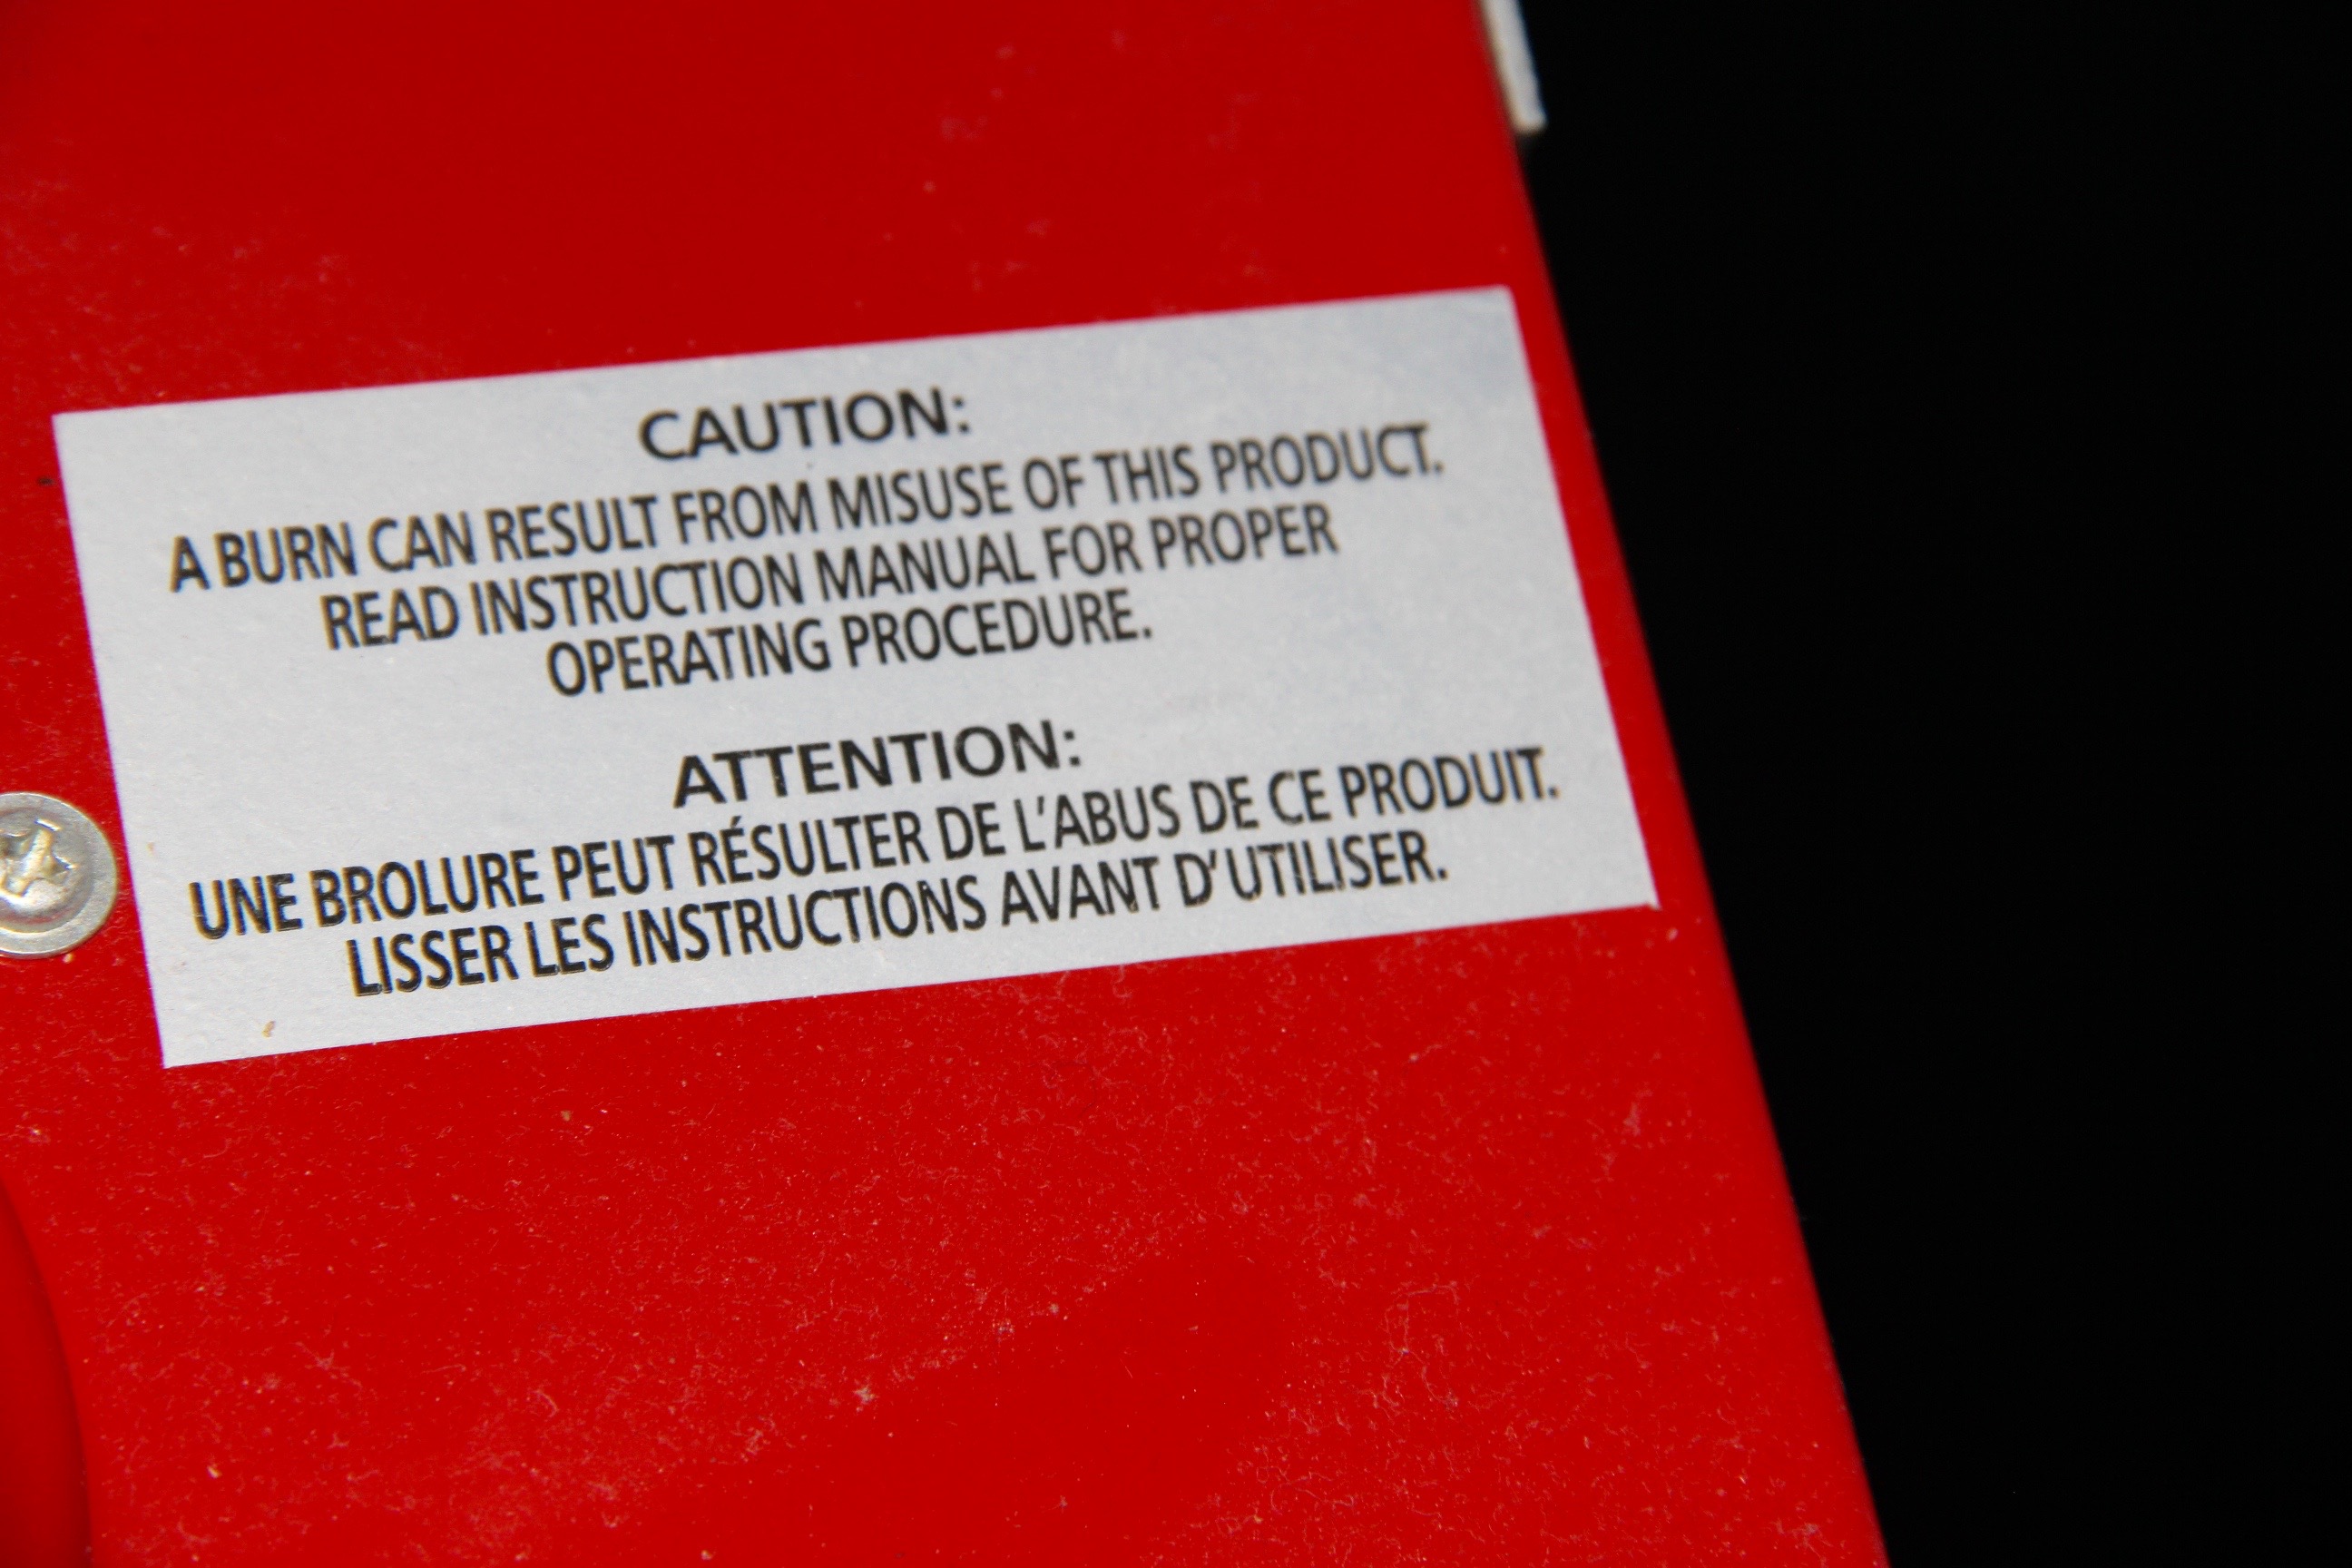 CAUTION:
A BURN CAN RESULT FROM MISUSE OF THIS PRODUCT.
READ INSTRUCTION MANUAL FOR PROPER
OPERATING PROCEDURE.
ATTENTION:
UNE BROLURE PEUT RÉSULTER DE L'ABUS DE CE PRODUIT.
LISSER LES INSTRUCTIONS AVANT D'UTILISER.